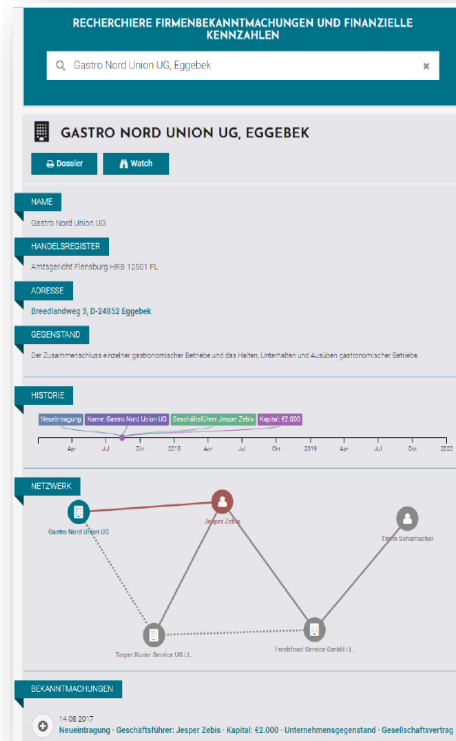 RECHERCHIERE FIRMENBEKANNTMACHUNGEN UND FINANZIELLE
KENNZAHLEN
Gastro Nord Union UG, Eggebek
GASTRO NORD UNION UG, EGGEBEK
Dossier
Watch
NAME
Gastro Nord Union UG
HANDELSREGISTER
Amtsgericht Flensburg HRB 12501 FL
ADRESSE
Breedlandweg 3, D-24852 Eggebek
GEGENSTAND
Der Zusammenschluss einzelner gastronomischer Betriebe und das Halten, Unterhalten und Ausüben gastronomischer Betriebe.
HISTORIE
Neueintragung Name: Gastro Nord Union UG Geschäftsführer Jesper Zebis Kapital: €2.000
Apr Jul Okt 2018 Apr Jul Okt 2019 Apr Jul Okt 2020
NETZWERK
Gastro Nord Union UG
Jesper Zebis
Timm Schumacher
Tarper Kurier Service UG i.L.
Freshfood-Service GmbH i.L.
BEKANNTMACHUNGEN
14.08.2017
Neueintragung · Geschäftsführer: Jesper Zebis · Kapital: €2.000 · Unternehmensgegenstand · Gesellschaftsvertrag